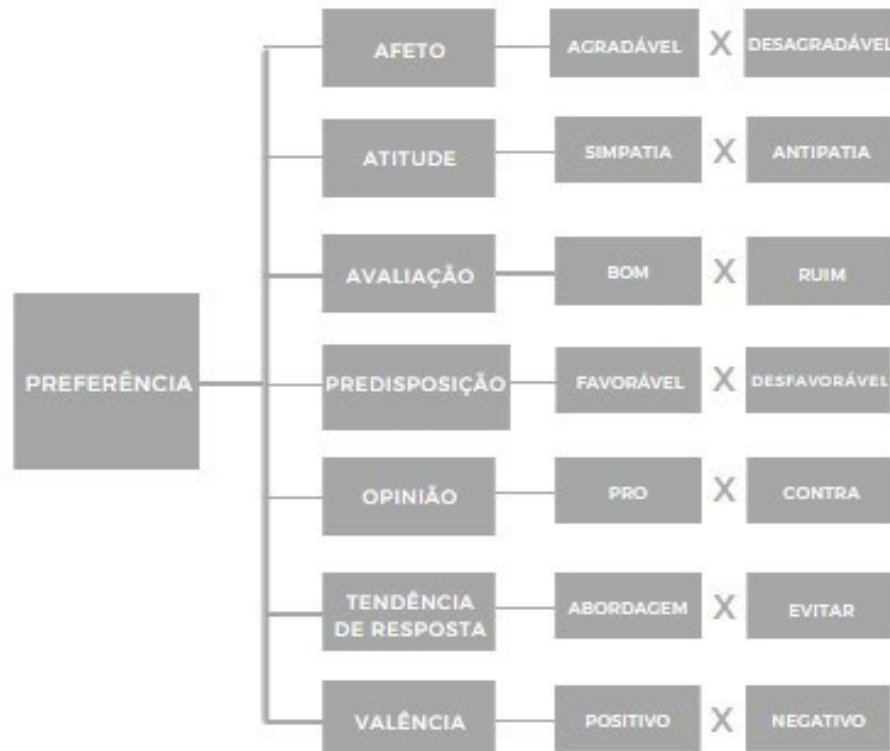 AFETO
AGRADÁVEL X DESAGRADÁVEL
ATITUDE
SIMPATIA X ANTIPATIA
AVALIAÇÃO
BOM X RUIM
PREFERÊNCIA
PREDISPOSIÇÃO
FAVORÁVEL X DESFAVORÁVEL
OPINIÃO
PRO X CONTRA
TENDÊNCIA
DE RESPOSTA
ABORDAGEM X EVITAR
VALÊNCIA
POSITIVO X NEGATIVO